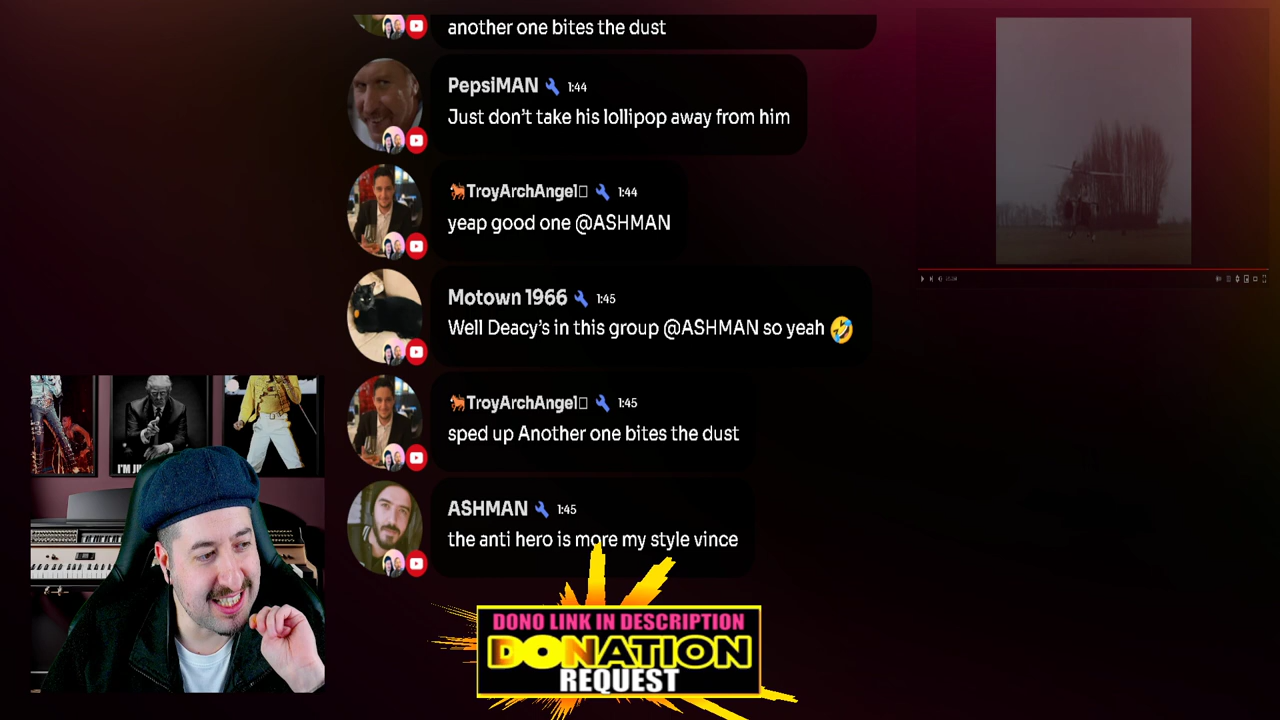 another one bites the dust
PepsiMAN 1:44
Just don't take his lollipop away from him
TroyArchAngel 1:44
yeap good one @ASHMAN
Motown 1966 1:45
Well Deacy's in this group @ASHMAN so yeah 🤣
TroyArchAngel 1:45
sped up Another one bites the dust
ASHMAN 1:45
the anti hero is more my style vince
I'M
DONO LINK IN DESCRIPTION
DONATION
REQUEST